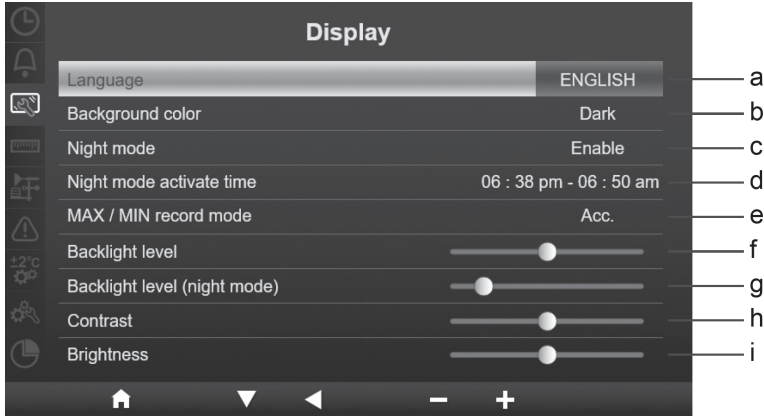 Display
Language ENGLISH a
Background color Dark b
Night mode Enable c
Night mode activate time 06 : 38 pm - 06 : 50 am d
MAX / MIN record mode Acc. e
Backlight level f
±2°C
Backlight level (night mode) g
Contrast h
Brightness i